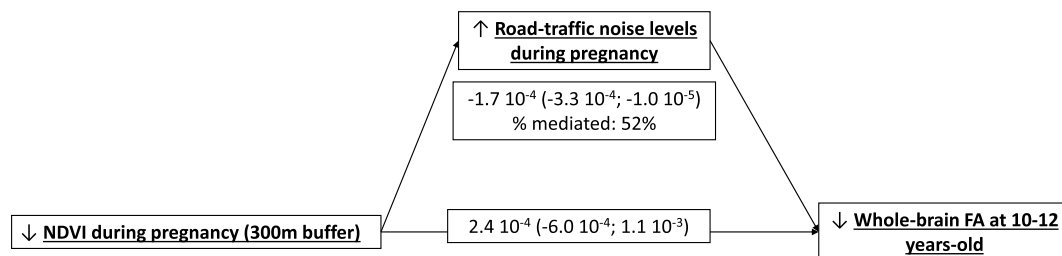 ↑ Road-traffic noise levels
during pregnancy
-1.7 10⁻⁴ (-3.3 10⁻⁴; -1.0 10⁻⁵)
% mediated: 52%
↓ NDVI during pregnancy (300m buffer)
2.4 10⁻⁴ (-6.0 10⁻⁴; 1.1 10⁻³)
↓ Whole-brain FA at 10-12
years-old